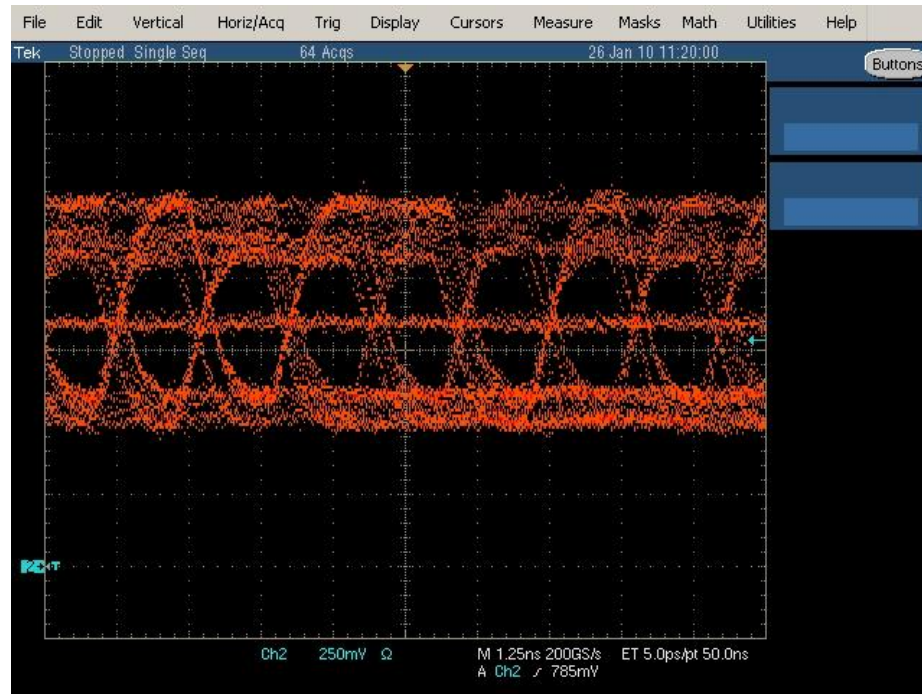 File Edit Vertical Horiz/Acq Trig Display Cursors Measure Masks Math Utilities Help
Tek Stopped Single Seq 64 Acqs 26 Jan 10 11:20:00
Buttons
2 T
Ch2 250mV Ω M 1.25ns 200GS/s ET 5.0ps/pt 50.0ns
A Ch2 ⁄ 785mV